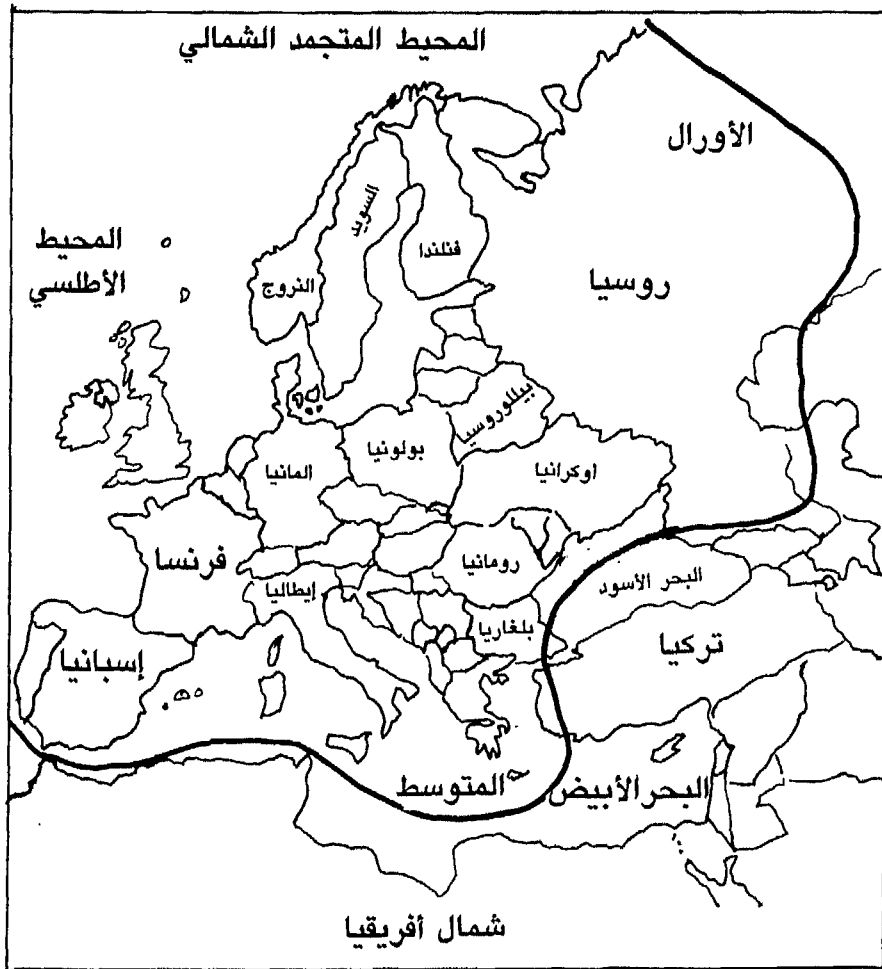 المحيط المتجمد الشمالي
الأورال
السويد
فنلندا
المحيط
الأطلسي
النروج
روسيا
بيللوروسيا
بولونيا
المانيا
اوكرانيا
فرنسا
رومانيا
البحر الأسود
إيطاليا
بلغاريا
تركيا
إسبانيا
البحر الأبيض
المتوسط
شمال أفريقيا